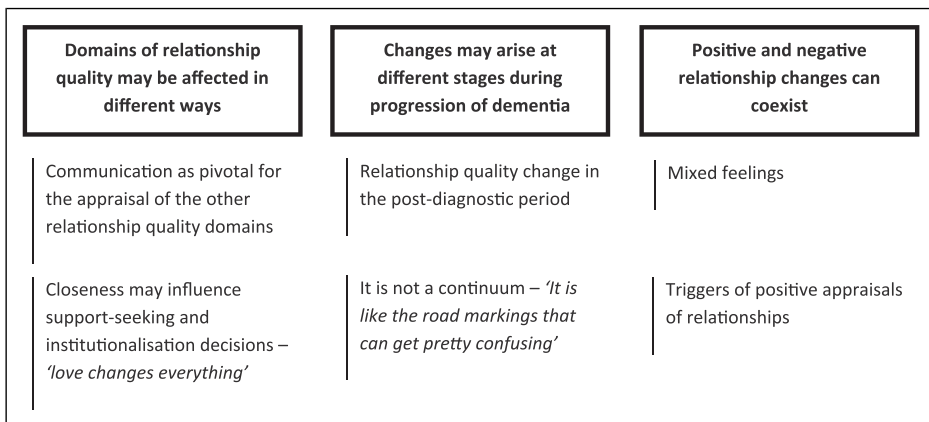 Domains of relationship
quality may be affected in
different ways
Communication as pivotal for
the appraisal of the other
relationship quality domains
Closeness may influence
support-seeking and
institutionalisation decisions –
‘love changes everything’
Changes may arise at
different stages during
progression of dementia
Relationship quality change in
the post-diagnostic period
It is not a continuum – ‘It is
like the road markings that
can get pretty confusing’
Positive and negative
relationship changes can
coexist
Mixed feelings
Triggers of positive appraisals
of relationships